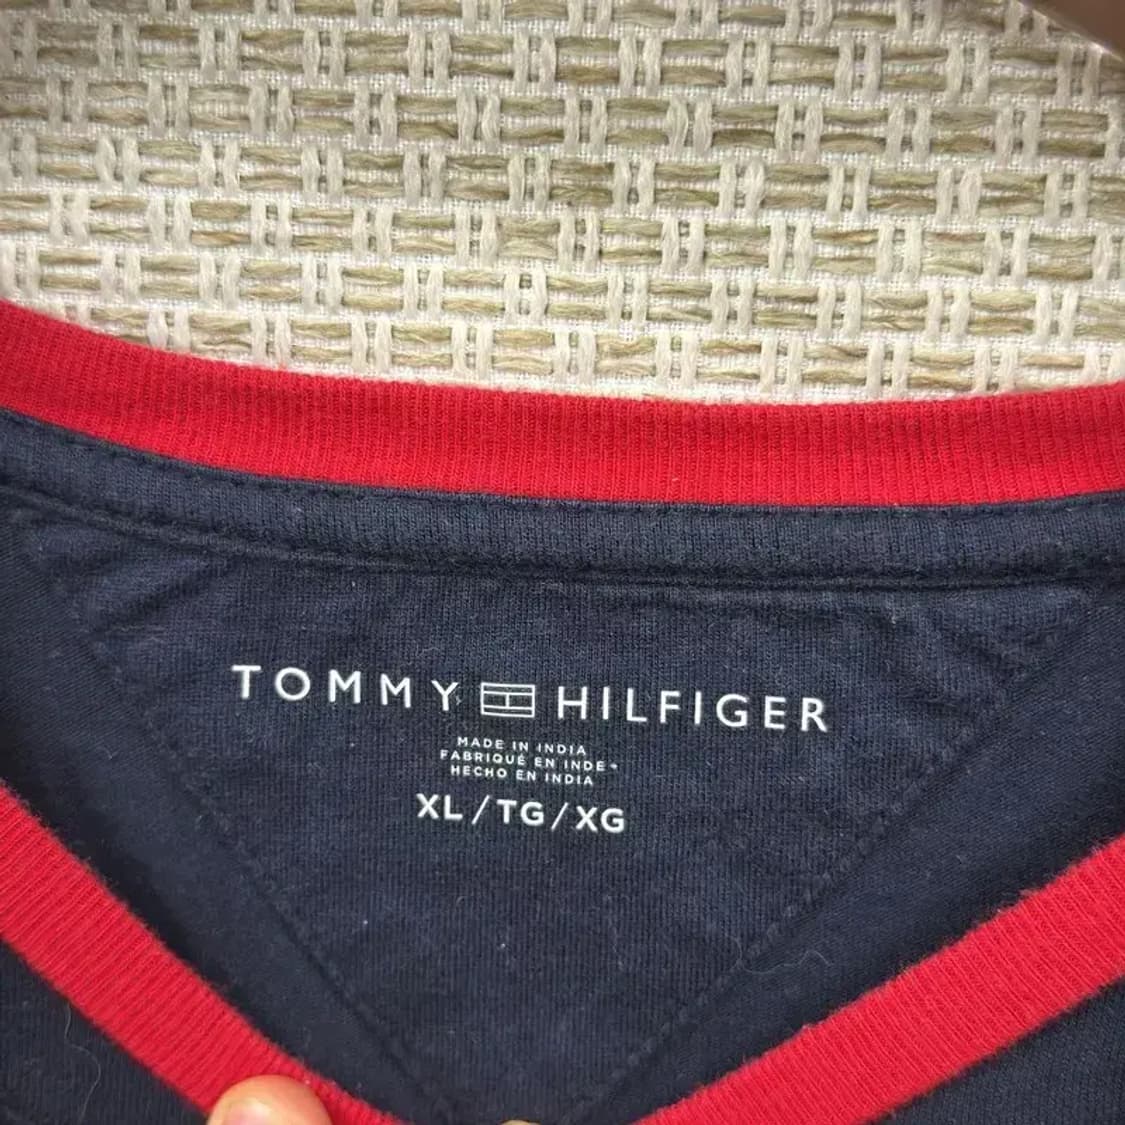 TOMMY HILFIGER
MADE IN INDIA
FABRIQUÉ EN INDE
HECHO EN INDIA
XL/TG/XG